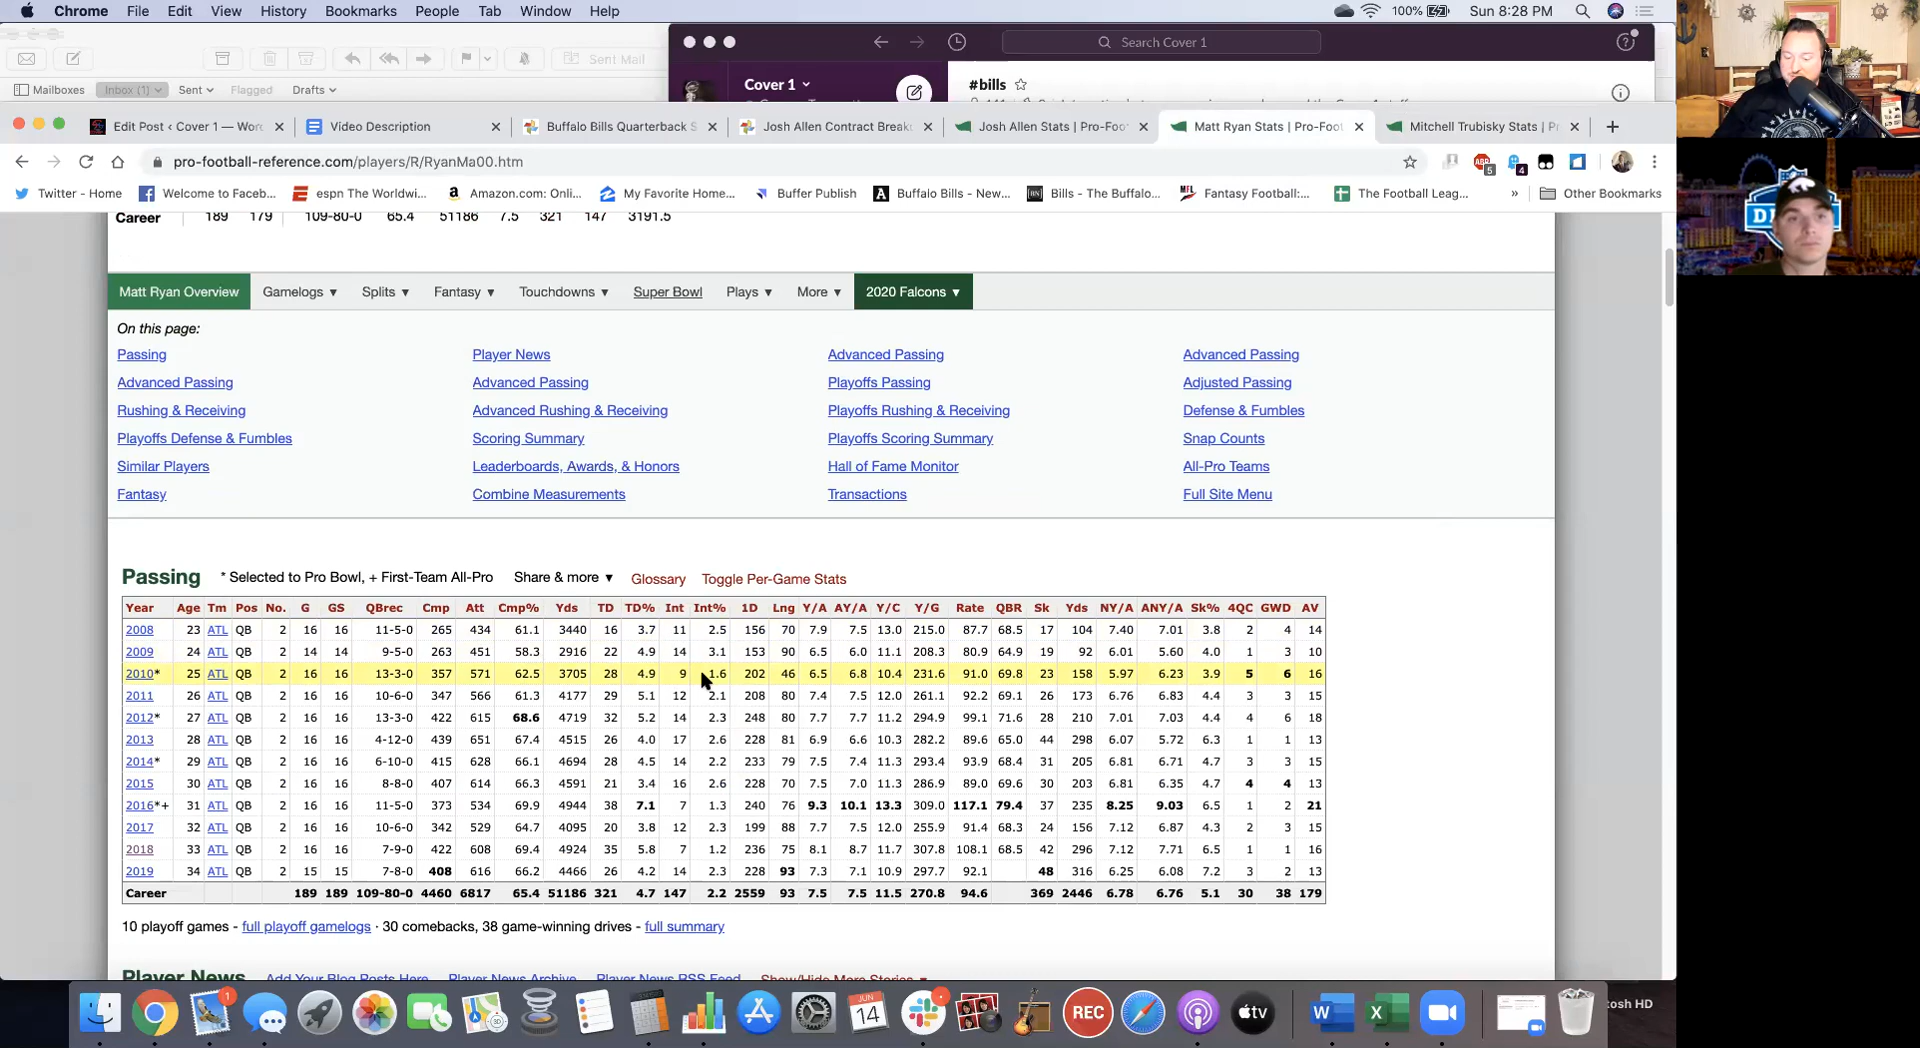 Chrome File Edit View History Bookmarks People Tab Window Help 100% Sun 8:28 PM
Sent Mail
Search Cover 1
Mailboxes Inbox (1) Sent Flagged Drafts
Cover 1
#bills
Edit Post ‹ Cover 1 — Wor
Video Description
Buffalo Bills Quarterback S
Josh Allen Contract Breaku
Josh Allen Stats | Pro-Foo
Matt Ryan Stats | Pro-Foo
Mitchell Trubisky Stats | P
pro-football-reference.com/players/R/RyanMa00.htm
Twitter - Home Welcome to Faceb... espn The Worldwi... Amazon.com: Onli... My Favorite Home... Buffer Publish Buffalo Bills - New... Bills - The Buffalo... Fantasy Football:... The Football Leag... » Other Bookmarks
Career 189 179 109-80-0 65.4 51186 7.5 321 147 3191.5
Matt Ryan Overview Gamelogs ▼ Splits ▼ Fantasy ▼ Touchdowns ▼ Super Bowl Plays ▼ More ▼ 2020 Falcons ▼
On this page:
Passing Player News Advanced Passing Advanced Passing
Advanced Passing Advanced Passing Playoffs Passing Adjusted Passing
Rushing & Receiving Advanced Rushing & Receiving Playoffs Rushing & Receiving Defense & Fumbles
Playoffs Defense & Fumbles Scoring Summary Playoffs Scoring Summary Snap Counts
Similar Players Leaderboards, Awards, & Honors Hall of Fame Monitor All-Pro Teams
Fantasy Combine Measurements Transactions Full Site Menu
Passing * Selected to Pro Bowl, + First-Team All-Pro Share & more ▼ Glossary Toggle Per-Game Stats
Year Age Tm Pos No. G GS QBrec Cmp Att Cmp% Yds TD TD% Int Int% 1D Lng Y/A AY/A Y/C Y/G Rate QBR Sk Yds NY/A ANY/A Sk% 4QC GWD AV
2008 23 ATL QB 2 16 16 11-5-0 265 434 61.1 3440 16 3.7 11 2.5 156 70 7.9 7.5 13.0 215.0 87.7 68.5 17 104 7.40 7.01 3.8 2 4 14
2009 24 ATL QB 2 14 14 9-5-0 263 451 58.3 2916 22 4.9 14 3.1 153 90 6.5 6.0 11.1 208.3 80.9 64.9 19 92 6.01 5.60 4.0 1 3 10
2010* 25 ATL QB 2 16 16 13-3-0 357 571 62.5 3705 28 4.9 9 1.6 202 46 6.5 6.8 10.4 231.6 91.0 69.8 23 158 5.97 6.23 3.9 5 6 16
2011 26 ATL QB 2 16 16 10-6-0 347 566 61.3 4177 29 5.1 12 2.1 208 80 7.4 7.5 12.0 261.1 92.2 69.1 26 173 6.76 6.83 4.4 3 3 15
2012* 27 ATL QB 2 16 16 13-3-0 422 615 68.6 4719 32 5.2 14 2.3 248 80 7.7 7.7 11.2 294.9 99.1 71.6 28 210 7.01 7.03 4.4 4 6 18
2013 28 ATL QB 2 16 16 4-12-0 439 651 67.4 4515 26 4.0 17 2.6 228 81 6.9 6.6 10.3 282.2 89.6 65.0 44 298 6.07 5.72 6.3 1 1 13
2014* 29 ATL QB 2 16 16 6-10-0 415 628 66.1 4694 28 4.5 14 2.2 233 79 7.5 7.4 11.3 293.4 93.9 68.4 31 205 6.81 6.71 4.7 3 3 15
2015 30 ATL QB 2 16 16 8-8-0 407 614 66.3 4591 21 3.4 16 2.6 228 70 7.5 7.0 11.3 286.9 89.0 69.6 30 203 6.81 6.35 4.7 4 4 13
2016*+ 31 ATL QB 2 16 16 11-5-0 373 534 69.9 4944 38 7.1 7 1.3 240 76 9.3 10.1 13.3 309.0 117.1 79.4 37 235 8.25 9.03 6.5 1 2 21
2017 32 ATL QB 2 16 16 10-6-0 342 529 64.7 4095 20 3.8 12 2.3 199 88 7.7 7.5 12.0 255.9 91.4 68.3 24 156 7.12 6.87 4.3 2 3 15
2018 33 ATL QB 2 16 16 7-9-0 422 608 69.4 4924 35 5.8 7 1.2 236 75 8.1 8.7 11.7 307.8 108.1 68.5 42 296 7.12 7.71 6.5 1 1 16
2019 34 ATL QB 2 15 15 7-8-0 408 616 66.2 4466 26 4.2 14 2.3 228 93 7.3 7.1 10.9 297.7 92.1 48 316 6.25 6.08 7.2 3 2 13
Career 189 189 109-80-0 4460 6817 65.4 51186 321 4.7 147 2.2 2559 93 7.5 7.5 11.5 270.8 94.6 369 2446 6.78 6.76 5.1 30 38 179
10 playoff games - full playoff gamelogs · 30 comebacks, 38 game-winning drives - full summary
Player News Add Your Blog Posts Here Player News Archive Player News RSS Feed Show/Hide More Stories
JUN
14
REC
tv
tosh HD